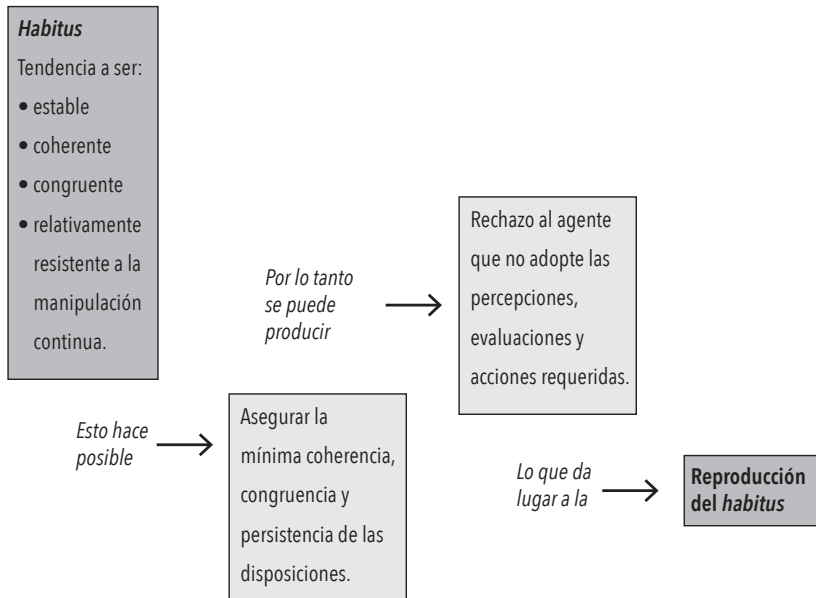 Habitus
Tendencia a ser:
• estable
• coherente
• congruente
• relativamente
resistente a la
manipulación
continua.
Esto hace
posible
Asegurar la
mínima coherencia,
congruencia y
persistencia de las
disposiciones.
Por lo tanto
se puede
producir
Rechazo al agente
que no adopte las
percepciones,
evaluaciones y
acciones requeridas.
Lo que da
lugar a la
Reproducción
del habitus